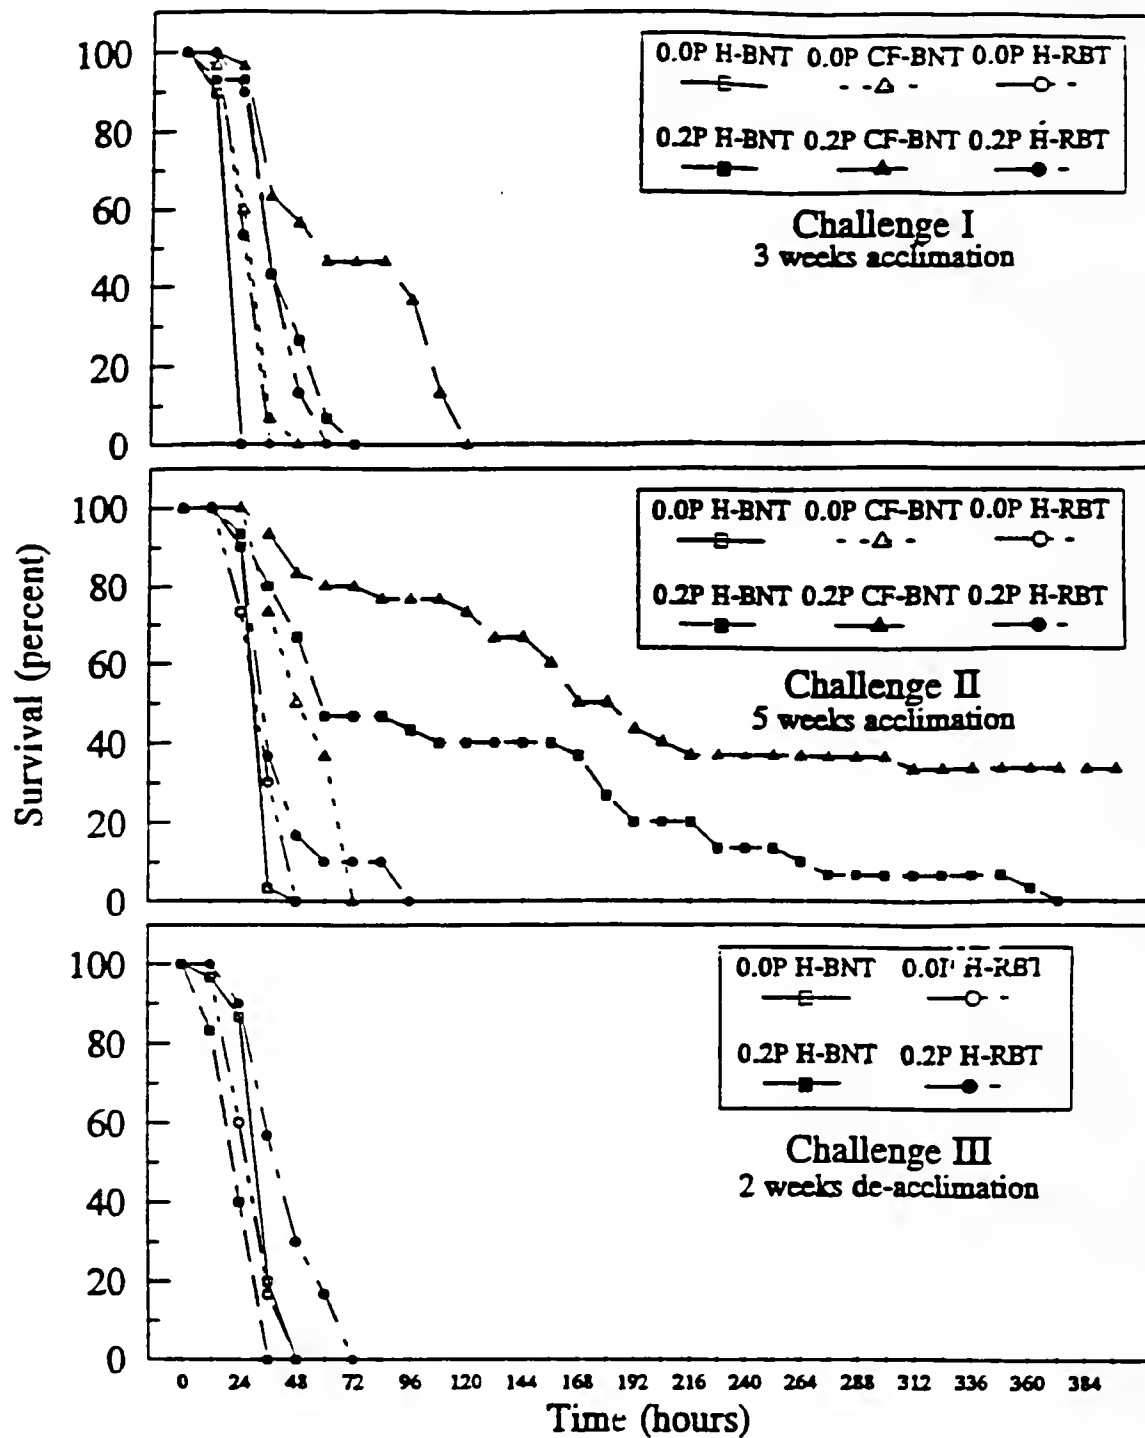 100
80
60
40
20
0
0.0P H-BNT 0.0P CF-BNT 0.0P H-RBT
0.2P H-BNT 0.2P CF-BNT 0.2P H-RBT
Challenge I
3 weeks acclimation
Survival (percent)
100
80
60
40
20
0
0.0P H-BNT 0.0P CF-BNT 0.0P H-RBT
0.2P H-BNT 0.2P CF-BNT 0.2P H-RBT
Challenge II
5 weeks acclimation
100
80
60
40
20
0
0.0P H-BNT 0.0P H-RBT
0.2P H-BNT 0.2P H-RBT
Challenge III
2 weeks de-acclimation
0 24 48 72 96 120 144 168 192 216 240 264 288 312 336 360 384
Time (hours)